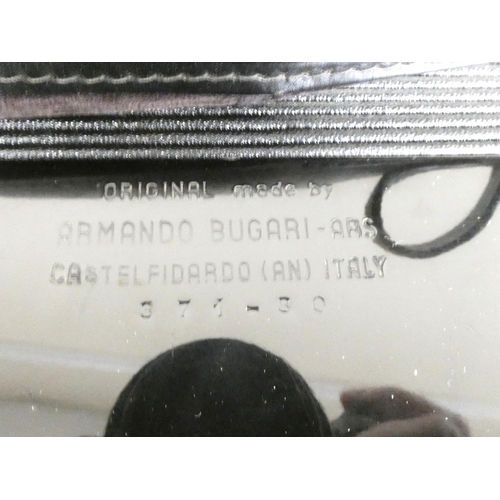 ORIGINAL made by
ARMANDO BUGARI-ARS
CASTELFIDARDO (AN) ITALY
371-30